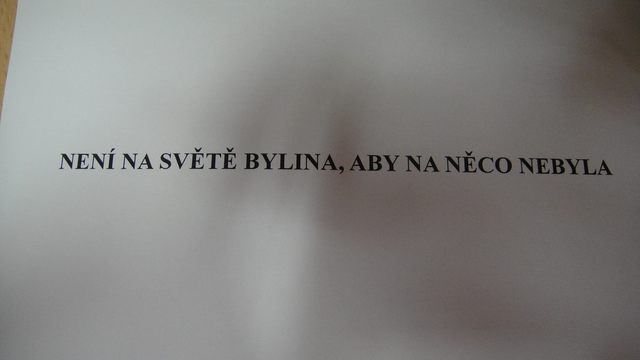 NENÍ NA SVĚTĚ BYLINA, ABY NA NĚCO NEBYLA